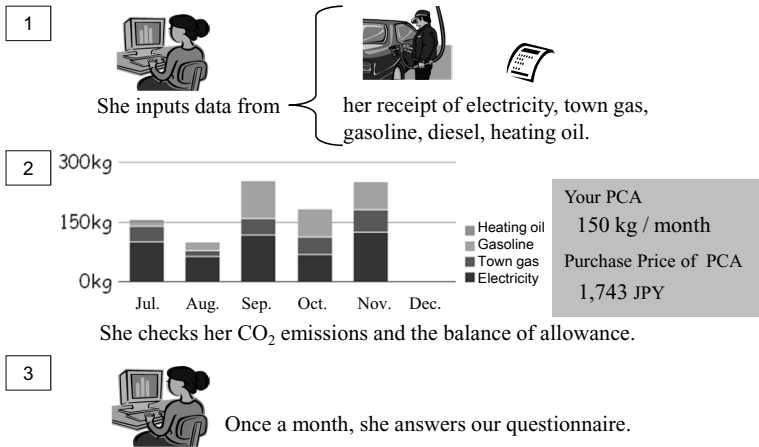 1
She inputs data from
her receipt of electricity, town gas,
gasoline, diesel, heating oil.
2
300kg
150kg
0kg
Jul. Aug. Sep. Oct. Nov. Dec.
Heating oil
Gasoline
Town gas
Electricity
Your PCA
150 kg / month
Purchase Price of PCA
1,743 JPY
She checks her CO₂ emissions and the balance of allowance.
3
Once a month, she answers our questionnaire.